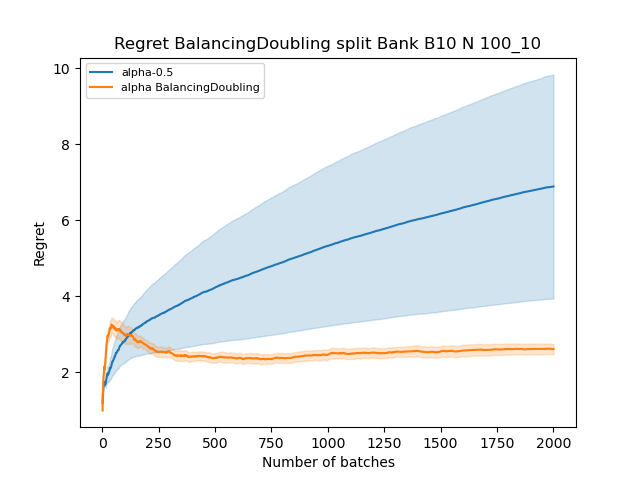 Regret BalancingDoubling split Bank B10 N 100_10
alpha-0.5
alpha BalancingDoubling
10
8
6
4
2
Regret
0 250 500 750 1000 1250 1500 1750 2000
Number of batches